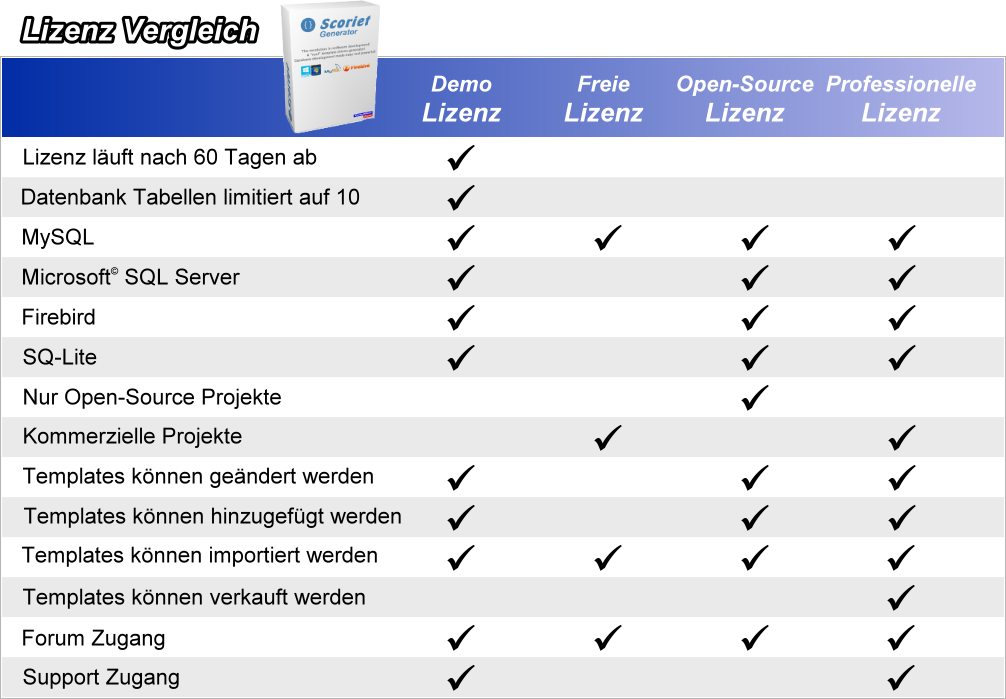 Lizenz Vergleich
Scoriet
Generator
MySQL Firebird
Demo Freie Open-Source Professionelle
Lizenz Lizenz Lizenz Lizenz
Lizenz läuft nach 60 Tagen ab ✓
Datenbank Tabellen limitiert auf 10 ✓
MySQL ✓ ✓ ✓ ✓
Microsoft© SQL Server ✓ ✓ ✓
Firebird ✓ ✓ ✓
SQ-Lite ✓ ✓ ✓
Nur Open-Source Projekte ✓
Kommerzielle Projekte ✓ ✓
Templates können geändert werden ✓ ✓ ✓
Templates können hinzugefügt werden ✓ ✓ ✓
Templates können importiert werden ✓ ✓ ✓ ✓
Templates können verkauft werden ✓
Forum Zugang ✓ ✓ ✓ ✓
Support Zugang ✓ ✓